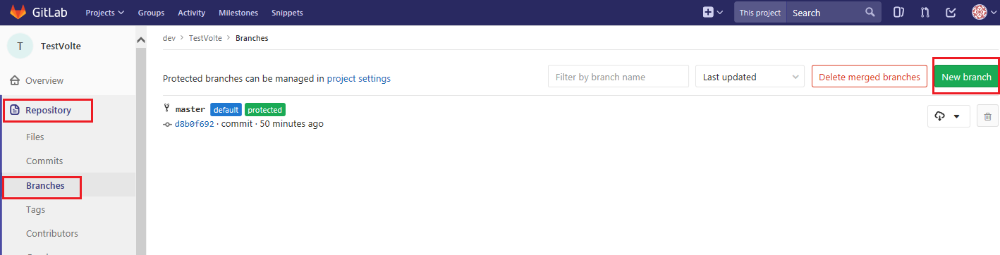 GitLab Projects Groups Activity Milestones Snippets This project Search
T TestVolte
dev > TestVolte > Branches
Overview
Protected branches can be managed in project settings Filter by branch name Last updated Delete merged branches New branch
Repository
master default protected
d8b0f692 · commit · 50 minutes ago
Files
Commits
Branches
Tags
Contributors